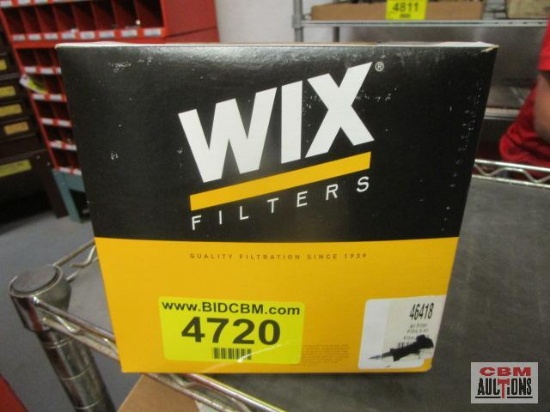 4811
WIX®
FILTERS
QUALITY FILTRATION SINCE 1939
www.BIDCBM.com
4720
46418
CBM
AUCTIONS